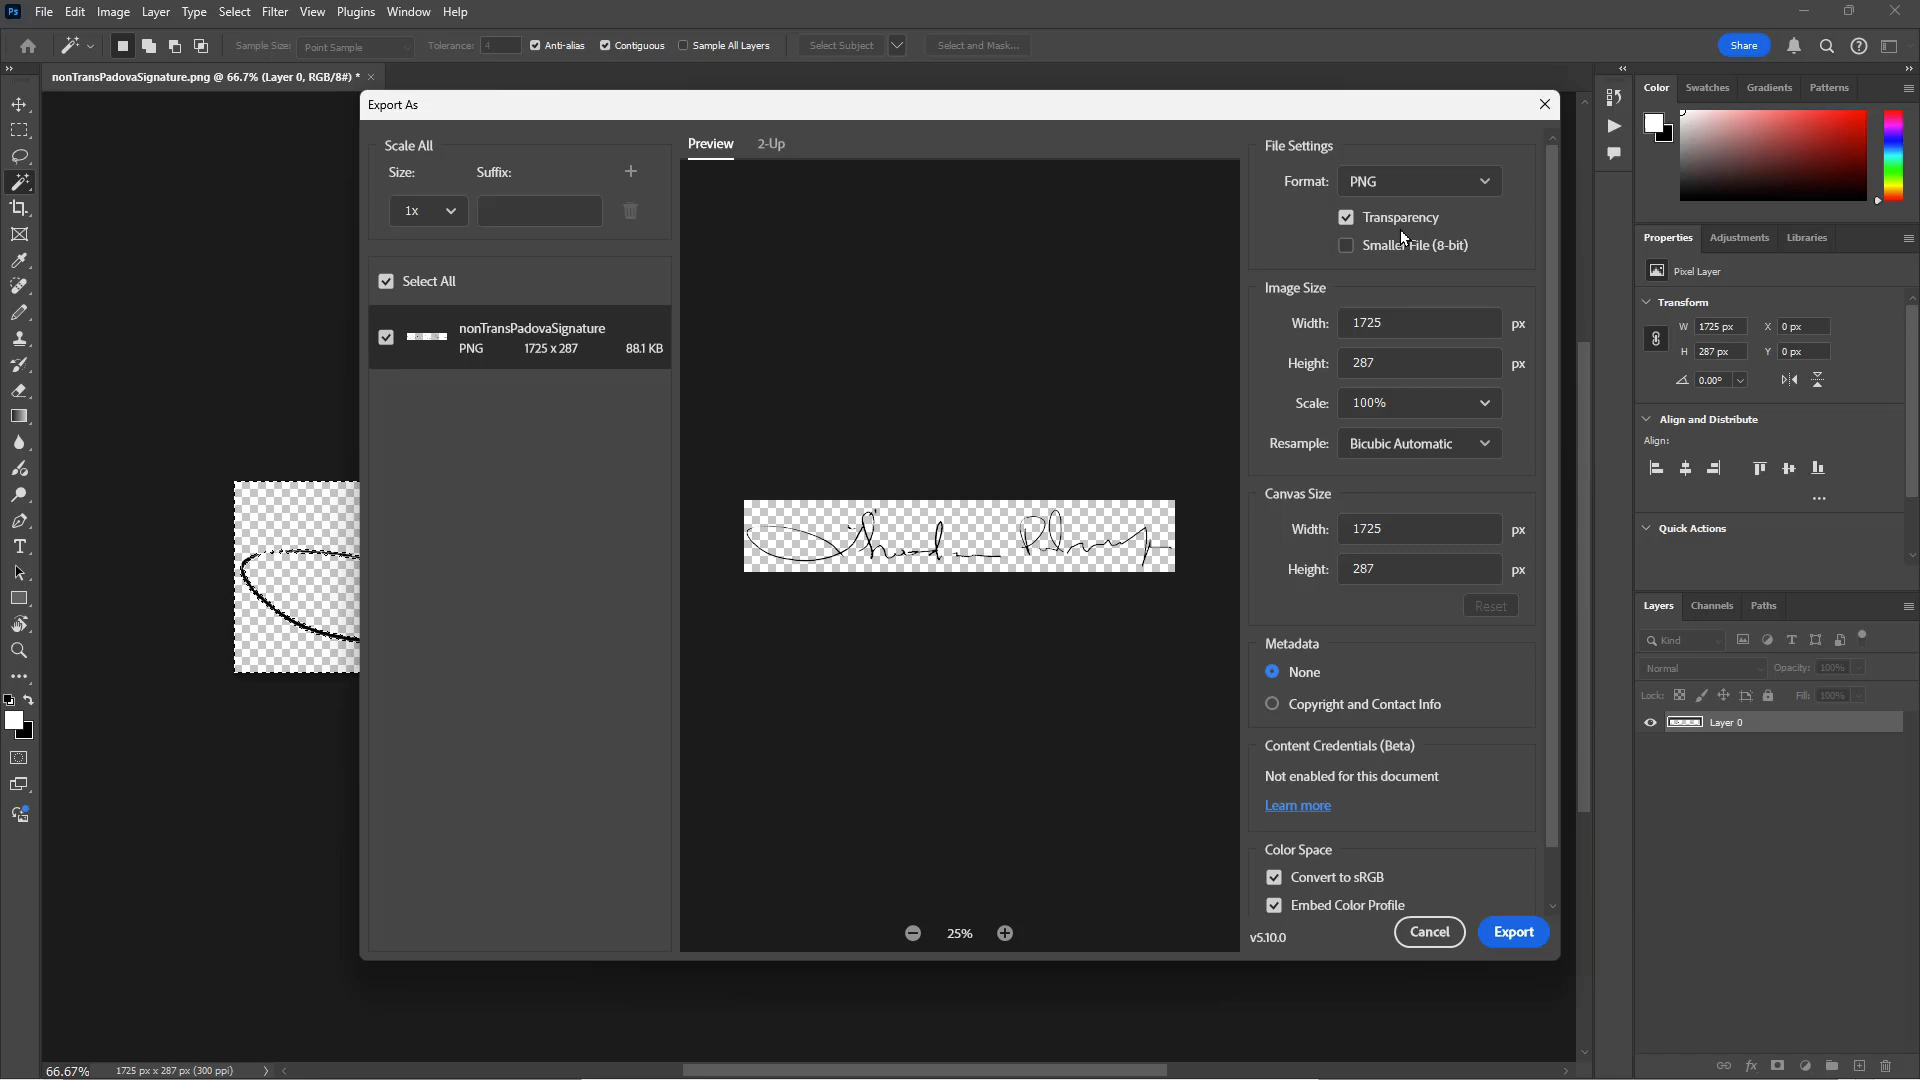 Ps File Edit Image Layer Type Select Filter View Plugins Window Help
Sample Size: Point Sample Tolerance: 4 Anti-alias Contiguous Sample All Layers Select Subject Select and Mask... Share
nonTransPadovaSignature.png @ 66.7% (Layer 0, RGB/8#) *
Export As
Scale All
Size: Suffix:
1x
Select All
nonTransPadovaSignature
PNG 1725 x 287 88.1 KB
Preview 2-Up
25%
File Settings
Format: PNG
Transparency
Smaller File (8-bit)
Image Size
Width: 1725 px
Height: 287 px
Scale: 100%
Resample: Bicubic Automatic
Canvas Size
Width: 1725 px
Height: 287 px
Reset
Metadata
None
Copyright and Contact Info
Content Credentials (Beta)
Not enabled for this document
Learn more
Color Space
Convert to sRGB
Embed Color Profile
v5.10.0 Cancel Export
Color Swatches Gradients Patterns
Properties Adjustments Libraries
Pixel Layer
Transform
W 1725 px X 0 px
H 287 px Y 0 px
0.00°
Align and Distribute
Align:
Quick Actions
Layers Channels Paths
Kind
Normal Opacity: 100%
Lock: Fill: 100%
Layer 0
66.67% 1725 px x 287 px (300 ppi)